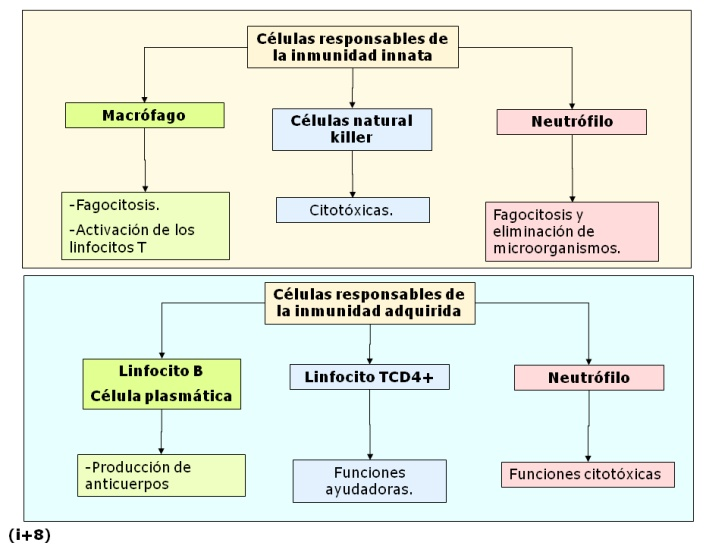 Células responsables de
la inmunidad innata
Macrófago
Células natural
killer
Neutrófilo
-Fagocitosis.
-Activación de los
linfocitos T
Citotóxicas.
Fagocitosis y
eliminación de
microorganismos.
Células responsables de
la inmunidad adquirida
Linfocito B
Célula plasmática
Linfocito TCD4+
Neutrófilo
-Producción de
anticuerpos
Funciones
ayudadoras.
Funciones citotóxicas
(i+8)